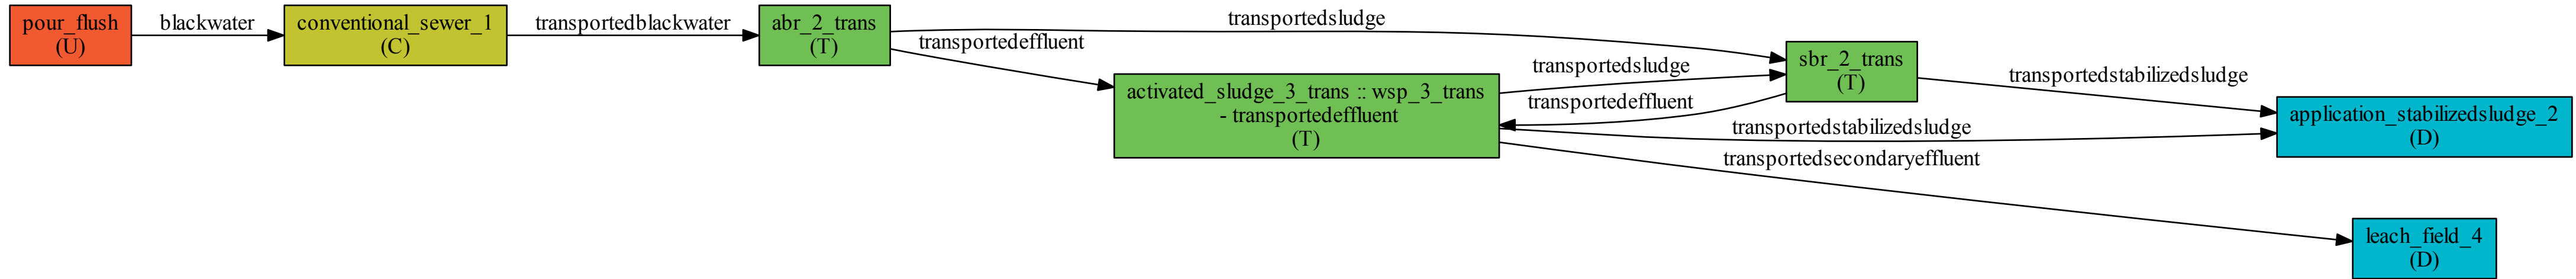 pour_flush
(U)
blackwater
conventional_sewer_1
(C)
transportedblackwater
abr_2_trans
(T)
transportedsludge
transportedeffluent
activated_sludge_3_trans :: wsp_3_trans
- transportedeffluent
(T)
transportedsludge
transportedeffluent
transportedstabilizedsludge
transportedsecondaryeffluent
sbr_2_trans
(T)
transportedstabilizedsludge
application_stabilizedsludge_2
(D)
leach_field_4
(D)